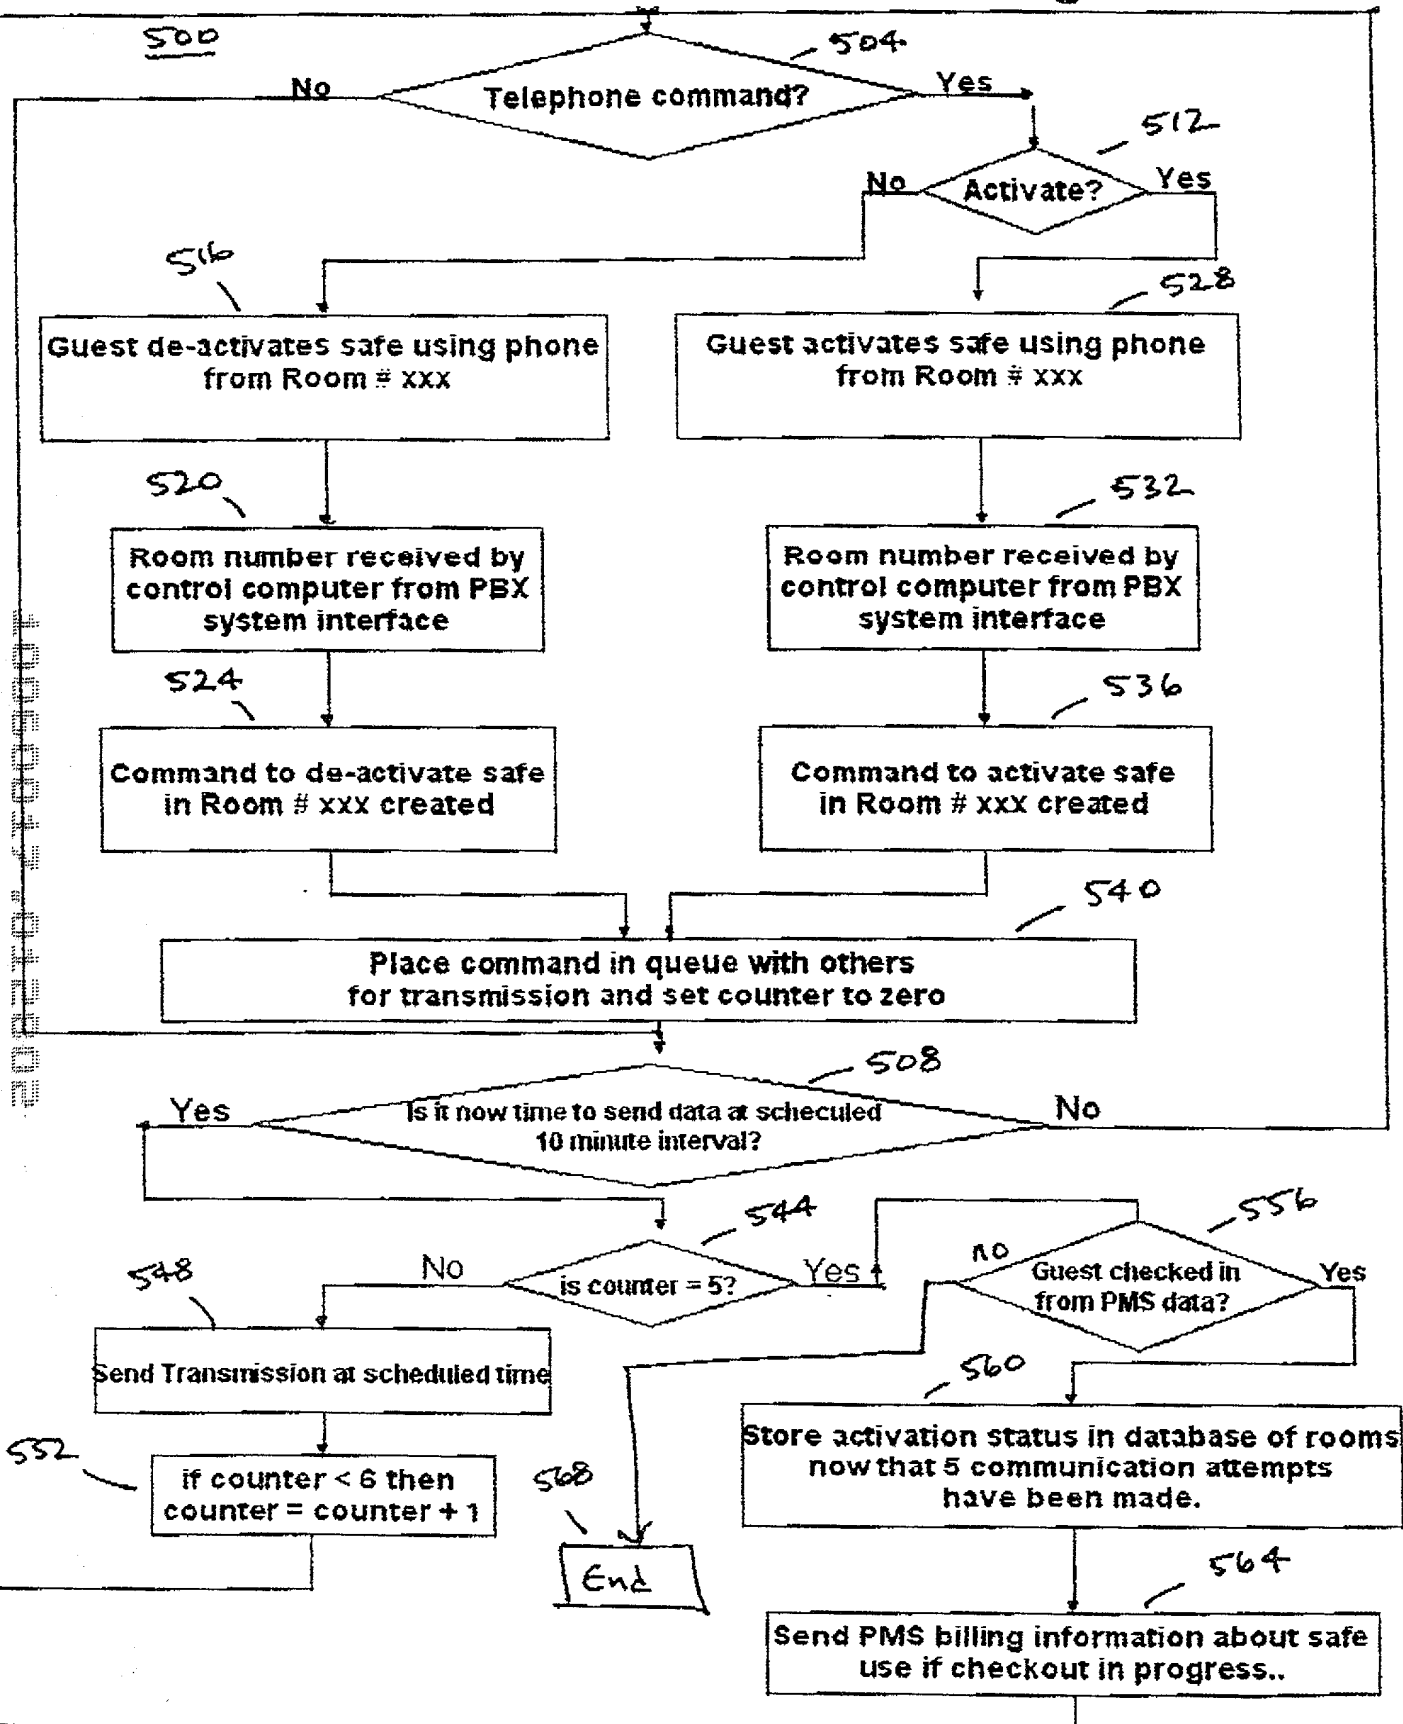 500
504
No
Telephone command?
Yes
512
No
Activate?
Yes
516
528
Guest de-activates safe using phone
from Room # xxx
Guest activates safe using phone
from Room # xxx
520
532
Room number received by
control computer from PBX
system interface
Room number received by
control computer from PBX
system interface
524
536
Command to de-activate safe
in Room # xxx created
Command to activate safe
in Room # xxx created
540
Place command in queue with others
for transmission and set counter to zero
508
Yes
Is it now time to send data at scheculed
10 minute interval?
No
544
556
548
No
is counter = 5?
Yes
no
Guest checked in
from PMS data?
Yes
Send Transmission at scheduled time
560
Store activation status in database of rooms
now that 5 communication attempts
have been made.
552
if counter < 6 then
counter = counter + 1
568
End
564
Send PMS billing information about safe
use if checkout in progress..